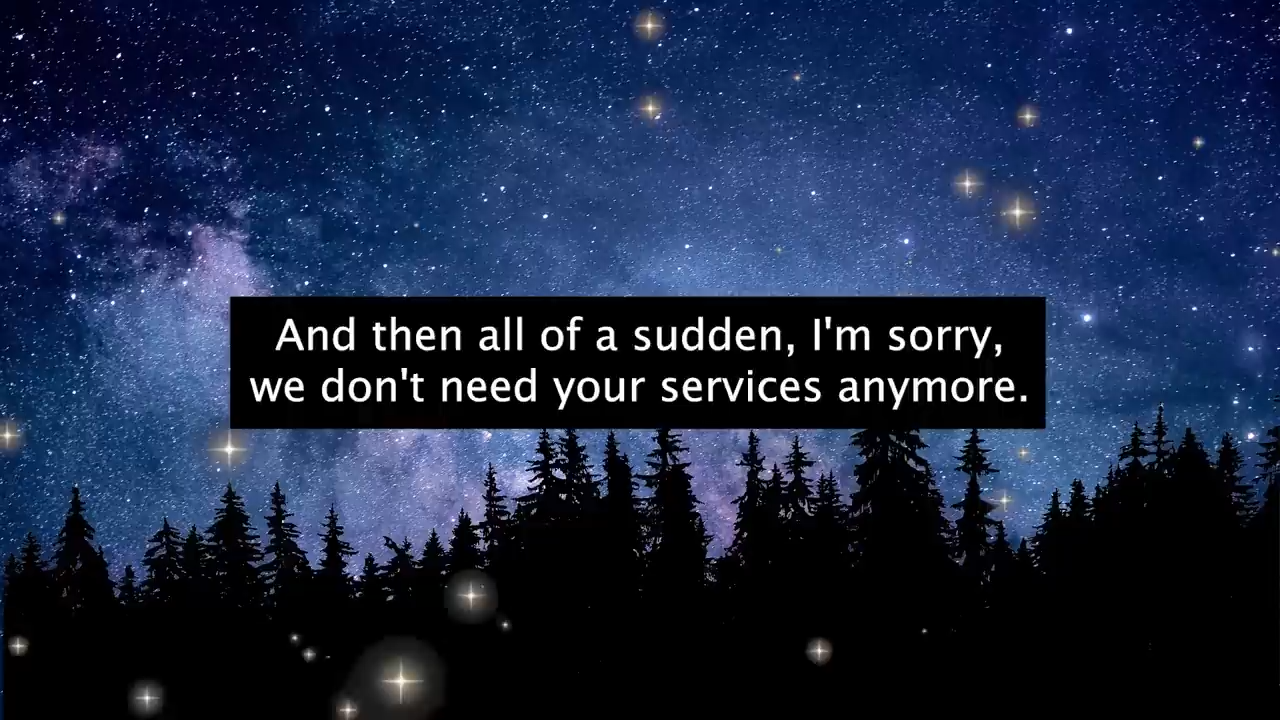 And then all of a sudden, I'm sorry,
we don't need your services anymore.